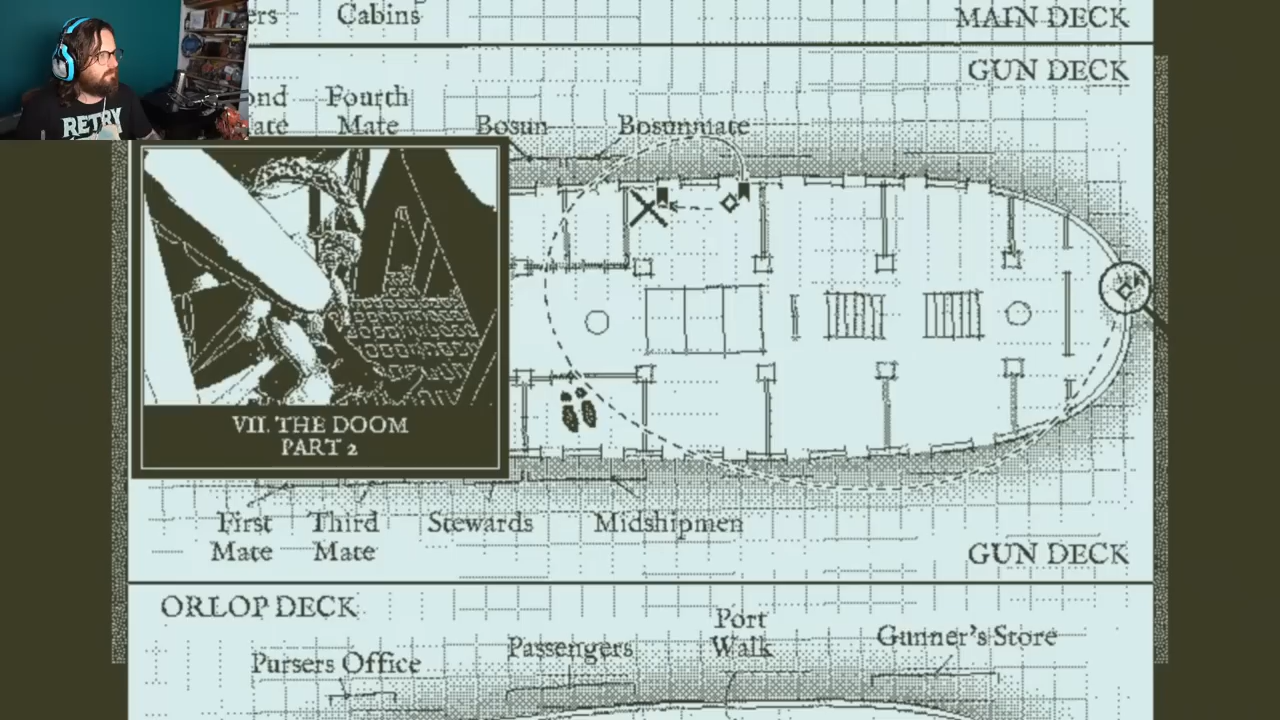 Cabins
MAIN DECK
GUN DECK
Fourth
Mate
Bosun
Bosunmate
RETRY
VII. THE DOOM
PART 2
First
Mate
Third
Mate
Stewards
Midshipmen
GUN DECK
ORLOP DECK
Port
Walk
Pursers Office
Passengers
Gunner's Store